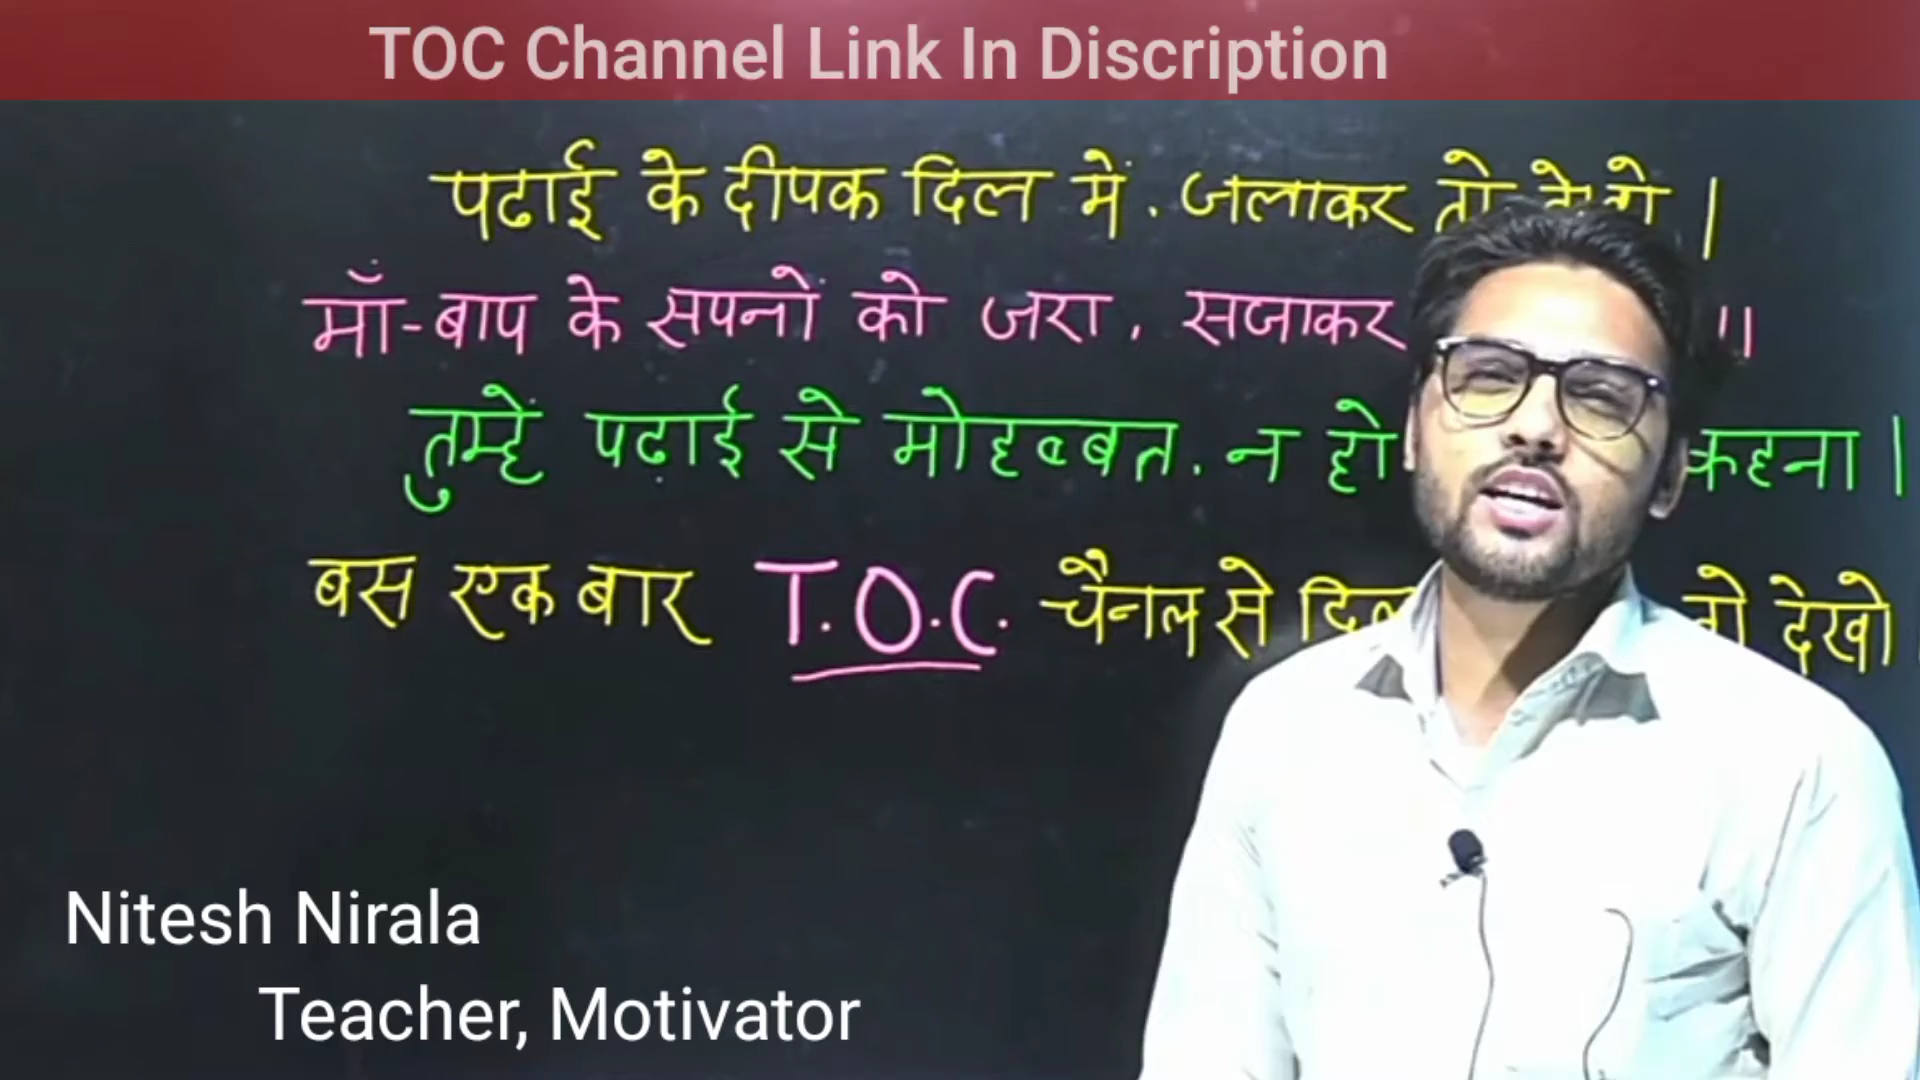 TOC Channel Link In Discription
पढाई के दीपक दिल में . जलाकर तो देखो ।
माँ-बाप के सपनों को जरा , सजाकर ॥
तुम्हें पढाई से मोहब्बत . न हो कहना ।
बस एक बार T.O.C. चैनल से दिल तो देखो
Nitesh Nirala
Teacher, Motivator